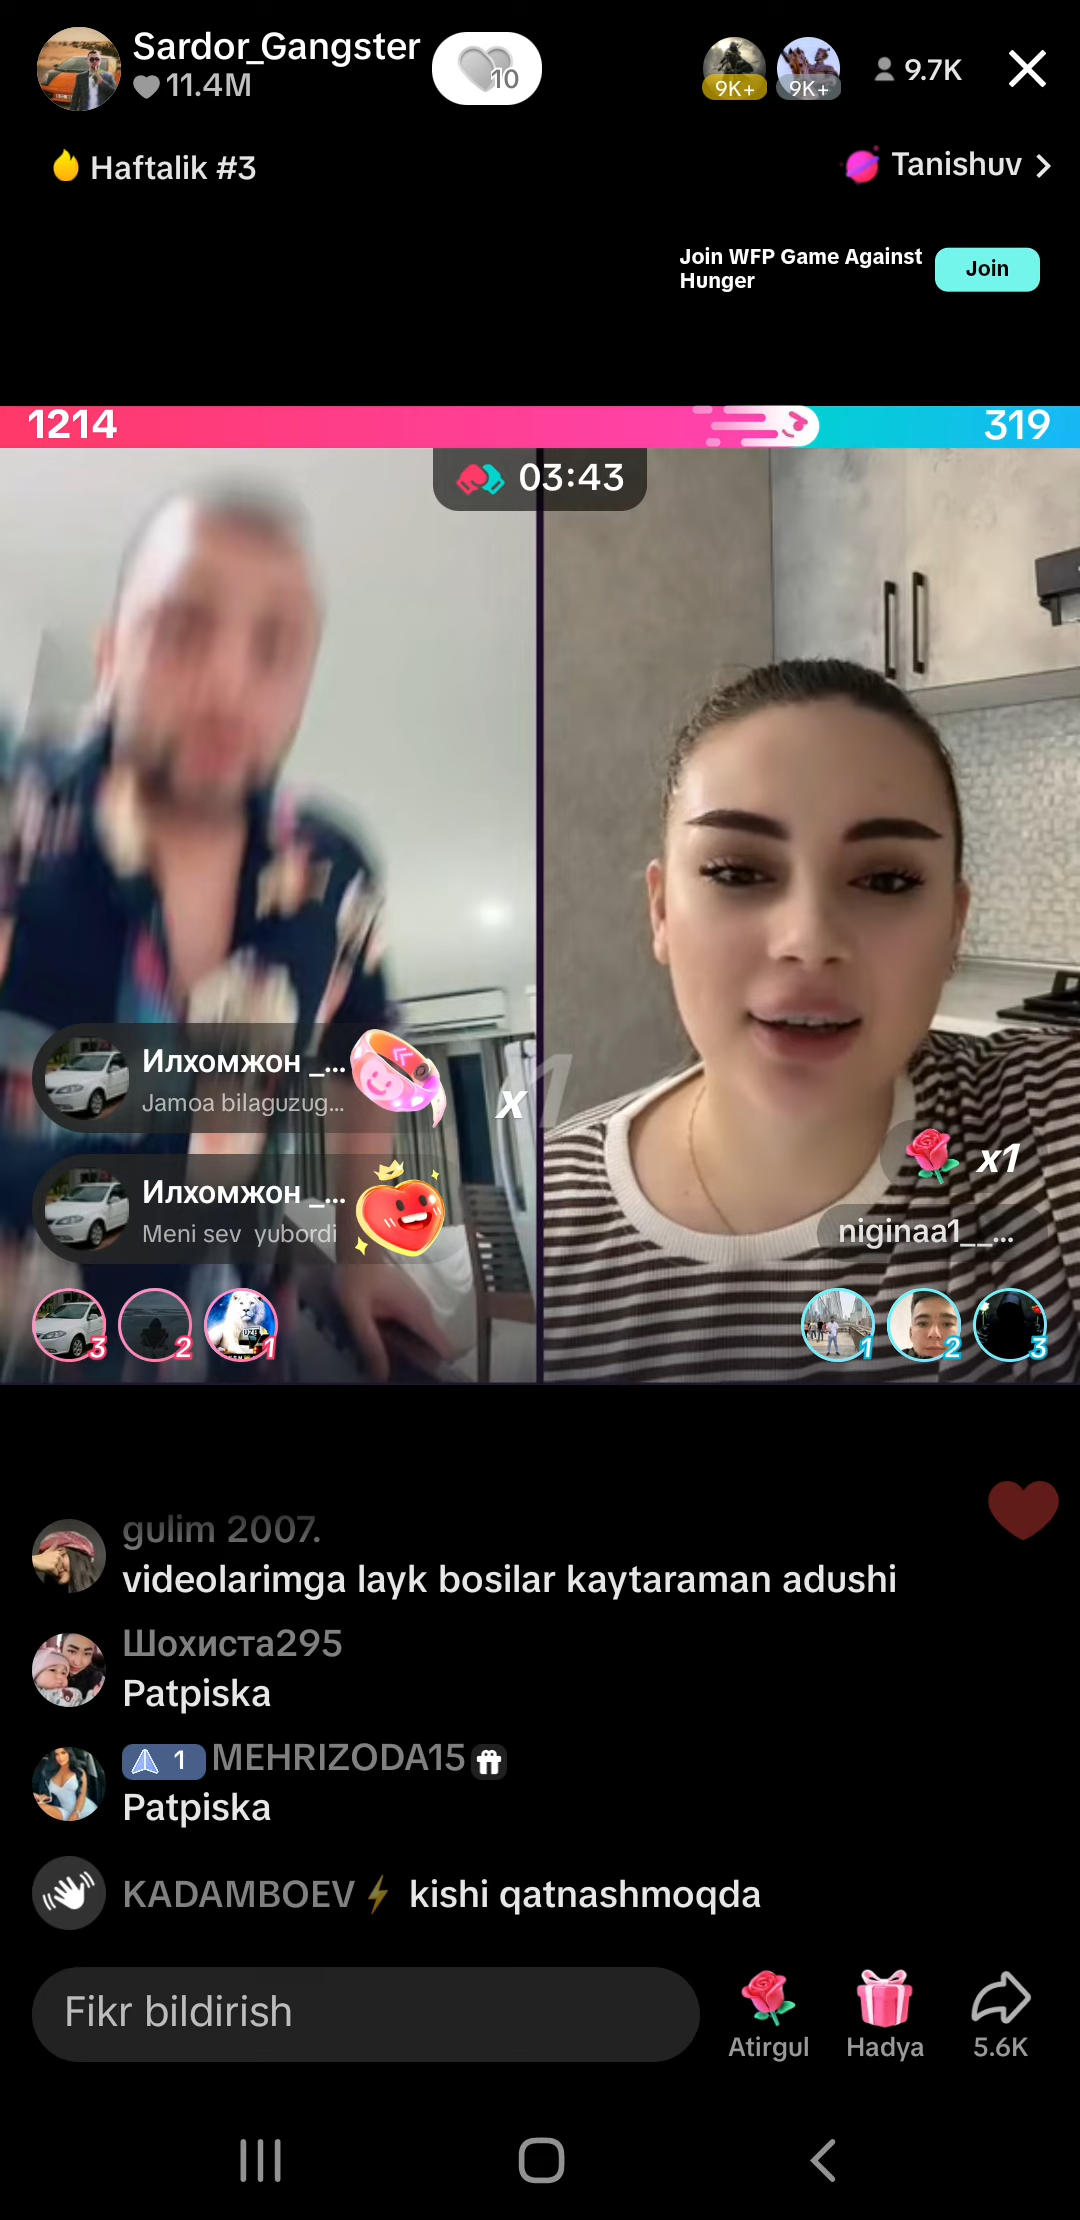 Sardor_Gangster
11.4M
10
9K+
9K+
9.7K
Haftalik #3
Tanishuv
Join WFP Game Against
Hunger
Join
1214
319
03:43
Илхомжон _...
Jamoa bilaguzug...
x1
Илхомжон _...
Meni sev yubordi
x1
niginaa1__...
3
2
1
1
2
3
gulim 2007.
videolarimga layk bosilar kaytaraman adushi
Шохиста295
Patpiska
1 MEHRIZODA15
Patpiska
KADAMBOEV⚡ kishi qatnashmoqda
Fikr bildirish
Atirgul
Hadya
5.6K